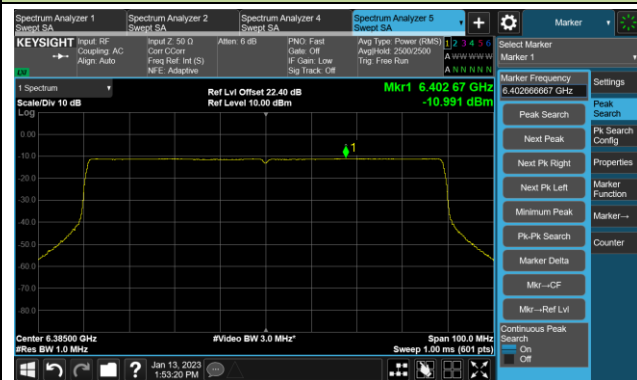 Spectrum Analyzer 1
Swept SA
Spectrum Analyzer 2
Swept SA
Spectrum Analyzer 4
Swept SA
Spectrum Analyzer 5
Swept SA
+
Marker
KEYSIGHT
Input: RF
Coupling: AC
Align: Auto
Input Z: 50 Ω
Corr CCorr
Freq Ref: Int (S)
NFE: Adaptive
Atten: 6 dB
PNO: Fast
Gate: Off
IF Gain: Low
Sig Track: Off
Avg Type: Power (RMS)
Avg|Hold: 2500/2500
Trig: Free Run
1 2 3 4 5 6
A W W W W W
A N N N N N
LXI
Select Marker
Marker 1
1 Spectrum
Scale/Div 10 dB
Log
Ref Lvl Offset 22.40 dB
Ref Level 10.00 dBm
Mkr1 6.402 67 GHz
-10.991 dBm
0.00
-10.0
-20.0
-30.0
-40.0
-50.0
-60.0
-70.0
-80.0
1
Center 6.38500 GHz
#Res BW 1.0 MHz
#Video BW 3.0 MHz*
Span 100.0 MHz
Sweep 1.00 ms (601 pts)
Marker Frequency
6.402666667 GHz
Peak Search
Next Peak
Next Pk Right
Next Pk Left
Minimum Peak
Pk-Pk Search
Marker Delta
Mkr→CF
Mkr→Ref Lvl
Continuous Peak
Search
On
Off
Settings
Peak
Search
Pk Search
Config
Properties
Marker
Function
Marker→
Counter
?
Jan 13, 2023
1:53:20 PM